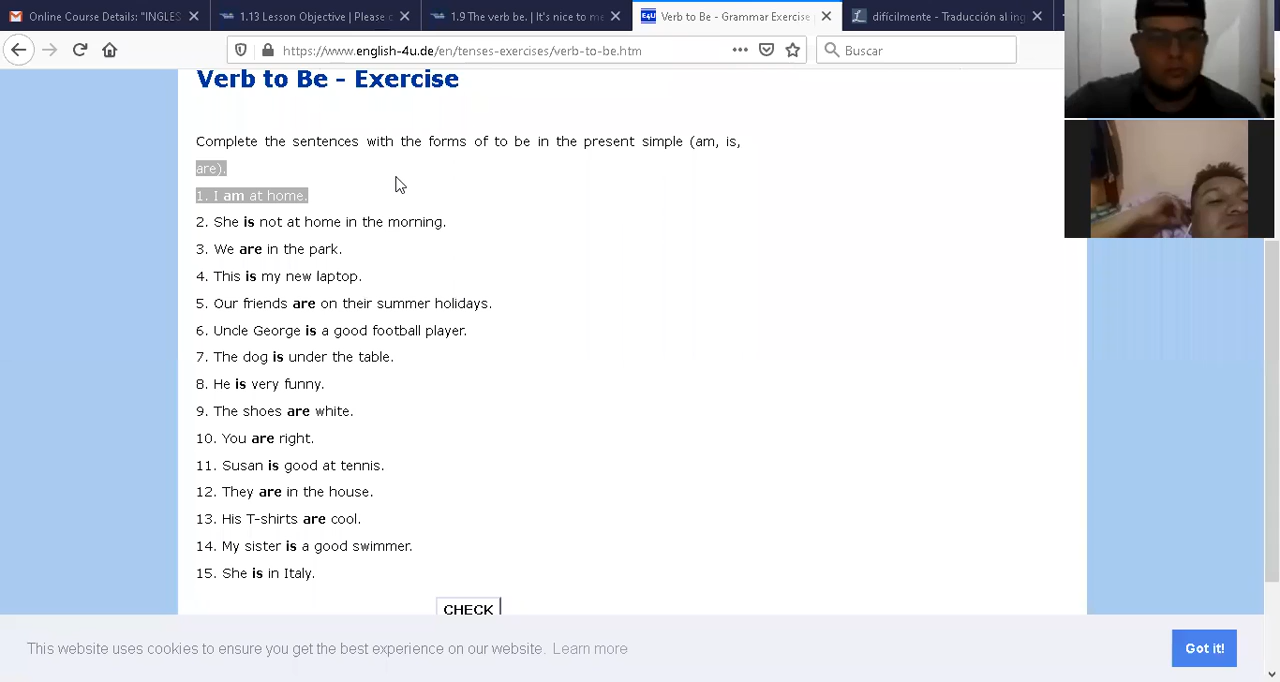 Online Course Details: "INGLES
1.13 Lesson Objective | Please c
1.9 The verb be. | It's nice to me
E4U Verb to Be - Grammar Exercise
difícilmente - Traducción al ing
https://www.english-4u.de/en/tenses-exercises/verb-to-be.htm
Buscar
Verb to Be - Exercise
Complete the sentences with the forms of to be in the present simple (am, is,
are).
1. I am at home.
2. She is not at home in the morning.
3. We are in the park.
4. This is my new laptop.
5. Our friends are on their summer holidays.
6. Uncle George is a good football player.
7. The dog is under the table.
8. He is very funny.
9. The shoes are white.
10. You are right.
11. Susan is good at tennis.
12. They are in the house.
13. His T-shirts are cool.
14. My sister is a good swimmer.
15. She is in Italy.
CHECK
This website uses cookies to ensure you get the best experience on our website. Learn more
Got it!